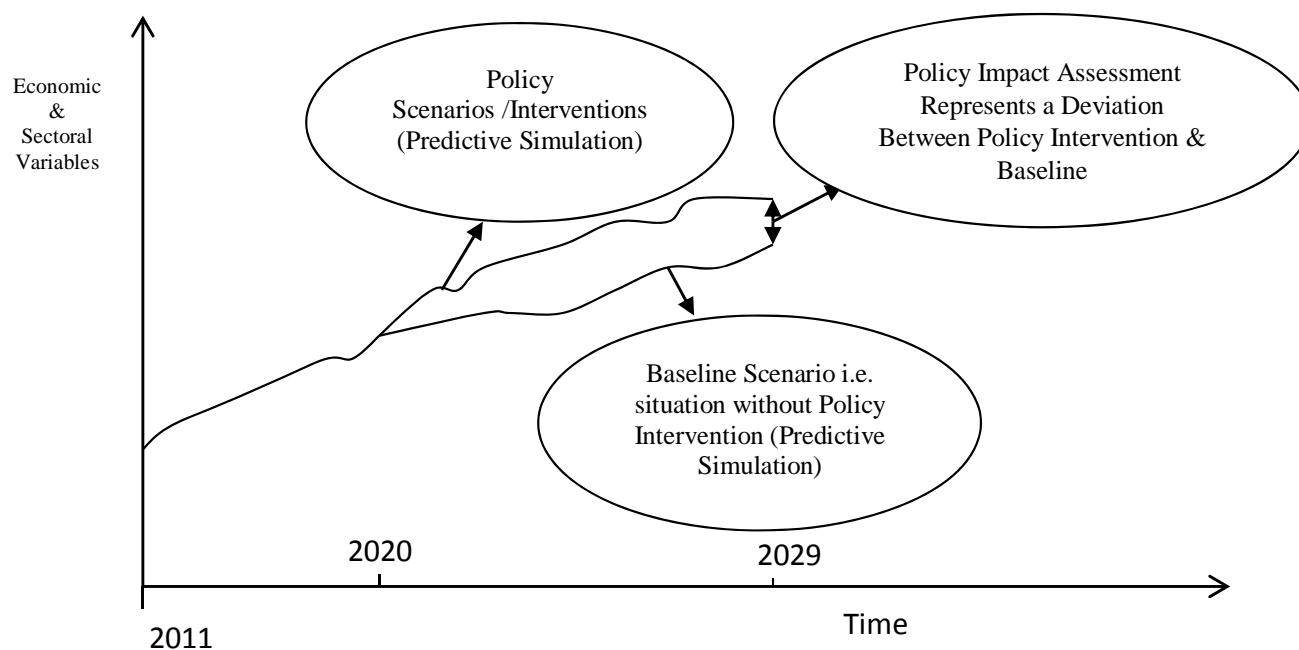 Economic
&
Sectoral
Variables
Policy
Scenarios /Interventions
(Predictive Simulation)
Policy Impact Assessment
Represents a Deviation
Between Policy Intervention &
Baseline
Baseline Scenario i.e.
situation without Policy
Intervention (Predictive
Simulation)
2020
2029
2011
Time